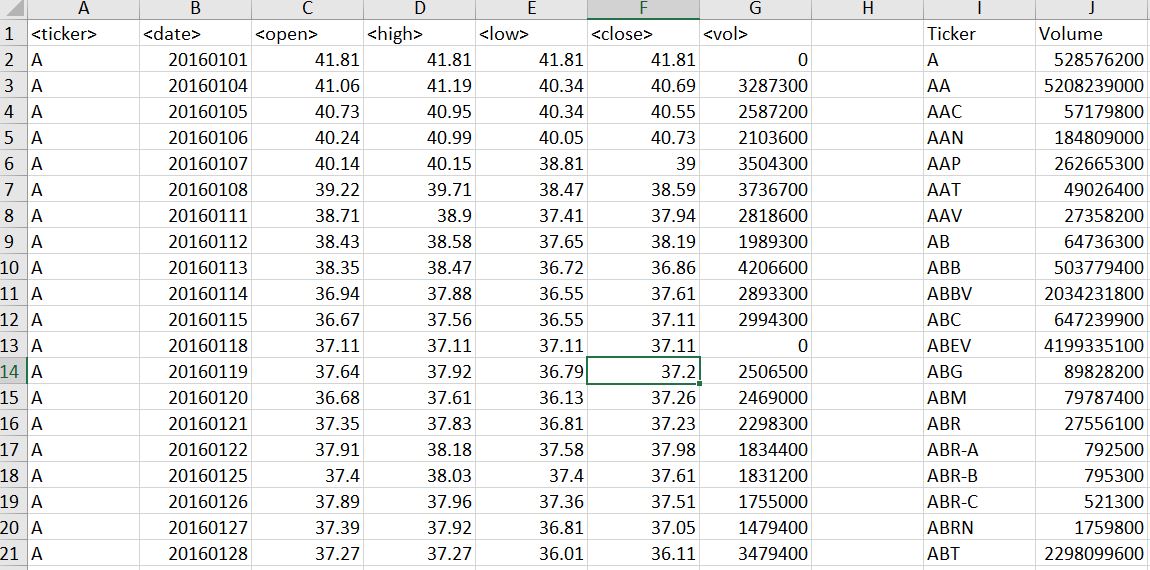 A B C D E F G H I J
1 <ticker> <date> <open> <high> <low> <close> <vol> Ticker Volume
2 A 20160101 41.81 41.81 41.81 41.81 0 A 528576200
3 A 20160104 41.06 41.19 40.34 40.69 3287300 AA 5208239000
4 A 20160105 40.73 40.95 40.34 40.55 2587200 AAC 57179800
5 A 20160106 40.24 40.99 40.05 40.73 2103600 AAN 184809000
6 A 20160107 40.14 40.15 38.81 39 3504300 AAP 262665300
7 A 20160108 39.22 39.71 38.47 38.59 3736700 AAT 49026400
8 A 20160111 38.71 38.9 37.41 37.94 2818600 AAV 27358200
9 A 20160112 38.43 38.58 37.65 38.19 1989300 AB 64736300
10 A 20160113 38.35 38.47 36.72 36.86 4206600 ABB 503779400
11 A 20160114 36.94 37.88 36.55 37.61 2893300 ABBV 2034231800
12 A 20160115 36.67 37.56 36.55 37.11 2994300 ABC 647239900
13 A 20160118 37.11 37.11 37.11 37.11 0 ABEV 4199335100
14 A 20160119 37.64 37.92 36.79 37.2 2506500 ABG 89828200
15 A 20160120 36.68 37.61 36.13 37.26 2469000 ABM 79787400
16 A 20160121 37.35 37.83 36.81 37.23 2298300 ABR 27556100
17 A 20160122 37.91 38.18 37.58 37.98 1834400 ABR-A 792500
18 A 20160125 37.4 38.03 37.4 37.61 1831200 ABR-B 795300
19 A 20160126 37.89 37.96 37.36 37.51 1755000 ABR-C 521300
20 A 20160127 37.39 37.92 36.81 37.05 1479400 ABRN 1759800
21 A 20160128 37.27 37.27 36.01 36.11 3479400 ABT 2298099600